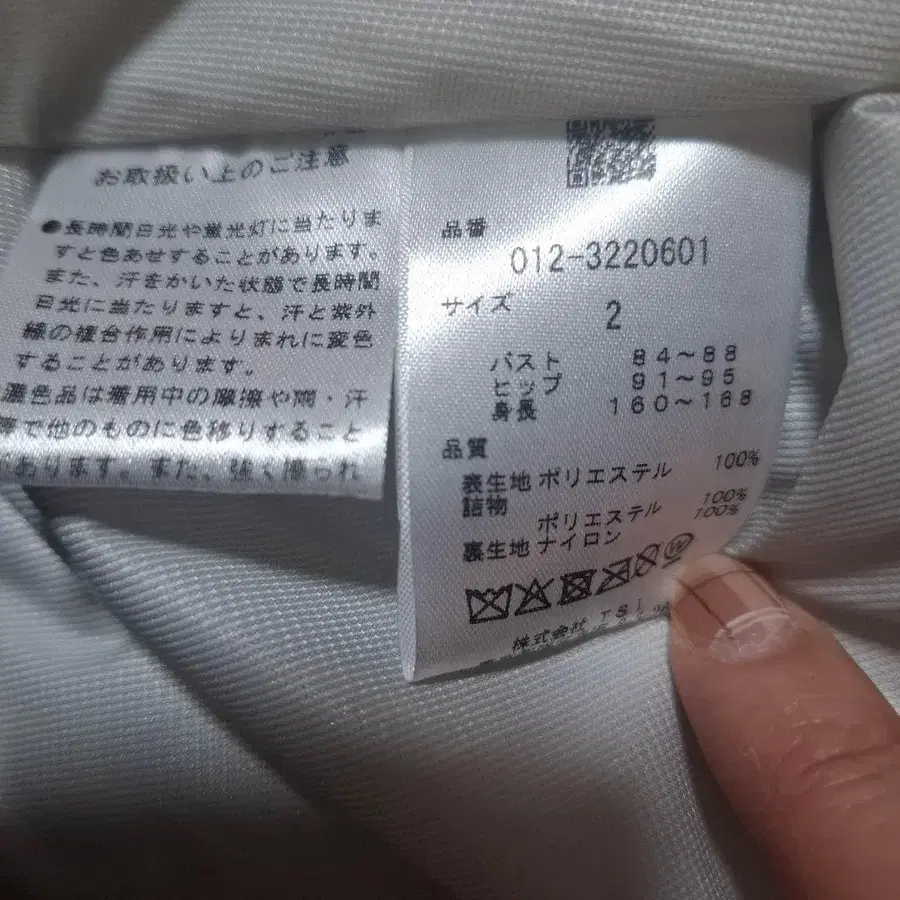 お取扱い上のご注意
●長時間日光や蛍光灯に当たりま
すと色あせすることがあります。
また、汗をかいた状態で長時間
日光に当たりますと、汗と紫外
線の複合作用によりまれに変色
することがあります。
濃色品は着用中の摩擦や雨・汗
等で他のものに色移りすること
があります。また、強く擦られ
品番
012-3220601
サイズ 2
バスト 84～88
ヒップ 91～95
身長 160～168
品質
表生地 ポリエステル 100%
詰物
ポリエステル 100%
裏生地 ナイロン 100%
W
株式会社 TSI